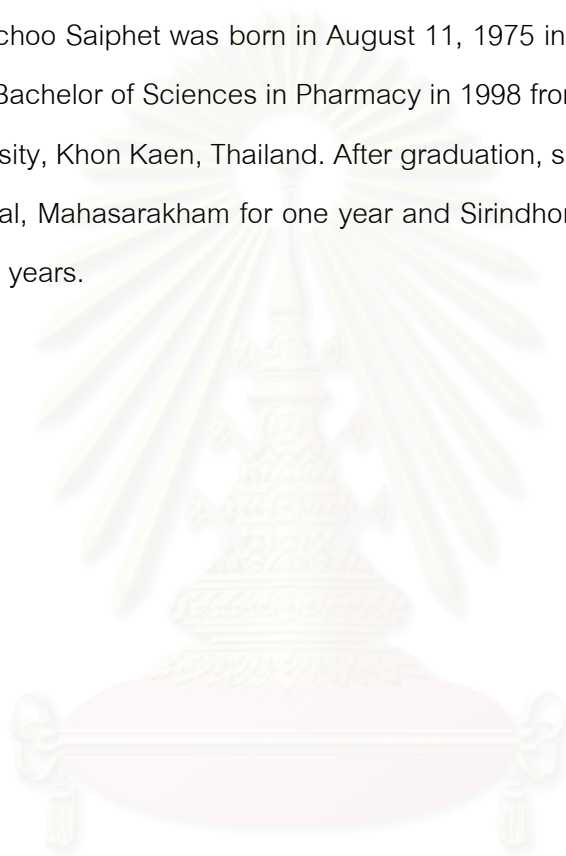 choo Saiphet was born in August 11, 1975 in
Bachelor of Sciences in Pharmacy in 1998 from
sity, Khon Kaen, Thailand. After graduation, s
al, Mahasarakham for one year and Sirindhor
years.